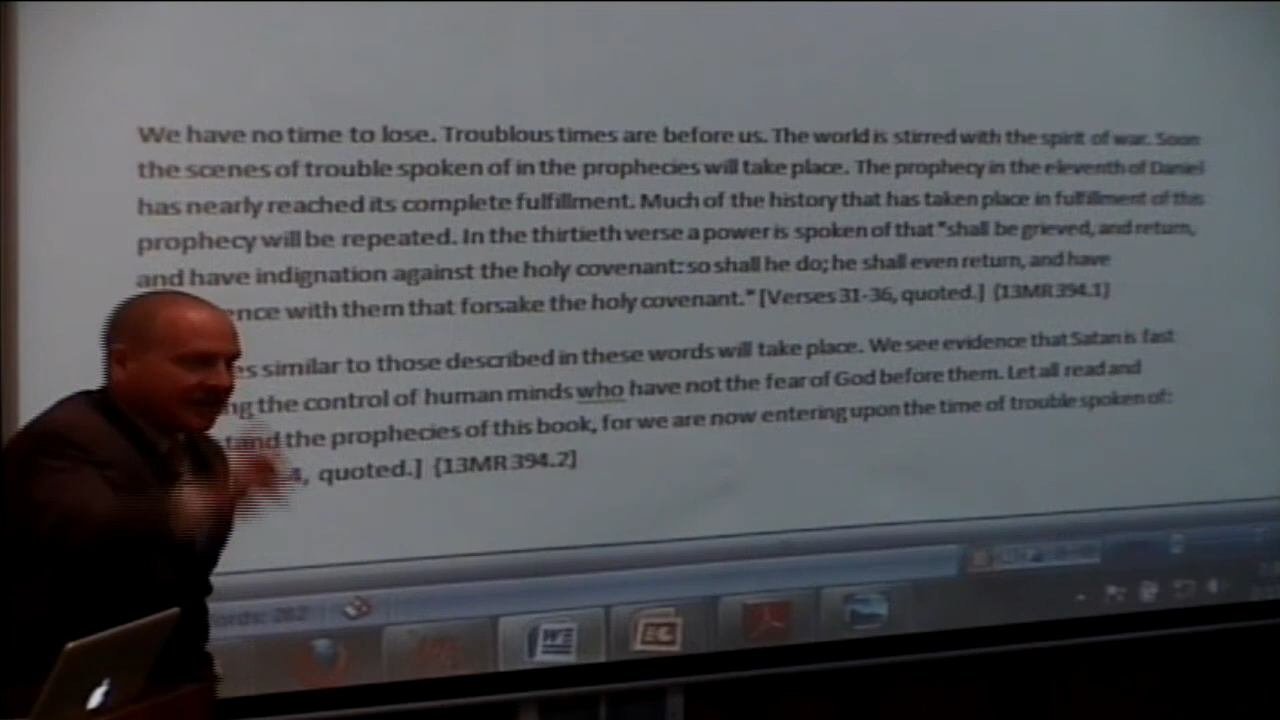 We have no time to lose. Troublous times are before us. The world is stirred with the spirit of war. Soon
the scenes of trouble spoken of in the prophecies will take place. The prophecy in the eleventh of Daniel
has nearly reached its complete fulfillment. Much of the history that has taken place in fulfillment of this
prophecy will be repeated. In the thirtieth verse a power is spoken of that "shall be grieved, and return,
and have indignation against the holy covenant: so shall he do; he shall even return, and have
ence with them that forsake the holy covenant." [Verses 31-36, quoted.] {13MR 394.1}
es similar to those described in these words will take place. We see evidence that Satan is fast
ng the control of human minds who have not the fear of God before them. Let all read and
tand the prophecies of this book, for we are now entering upon the time of trouble spoken of:
4, quoted.] {13MR 394.2}
ords: 262
W
EG